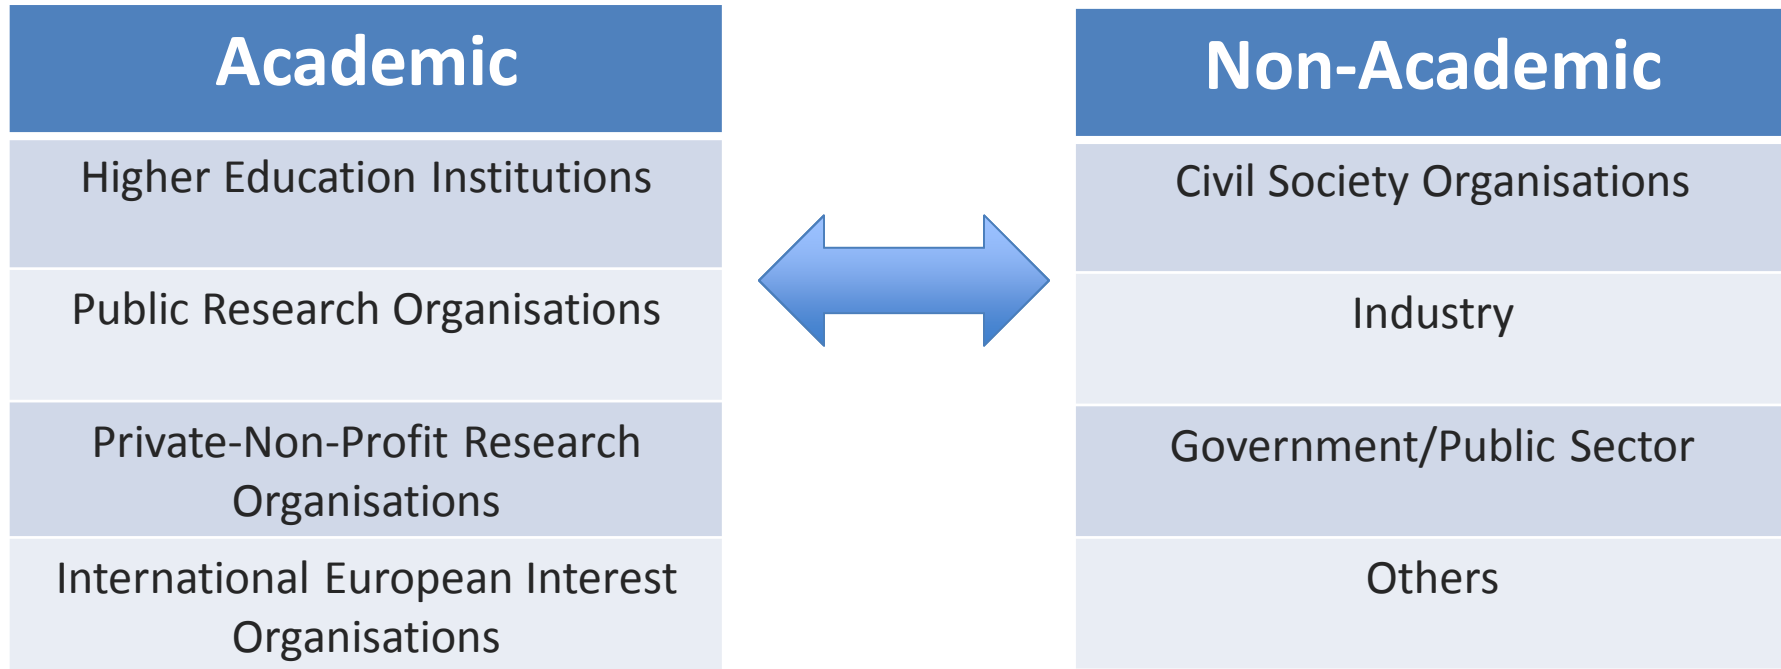 Academic
Higher Education Institutions
Public Research Organisations
Private-Non-Profit Research
Organisations
International European Interest
Organisations
Non-Academic
Civil Society Organisations
Industry
Government/Public Sector
Others